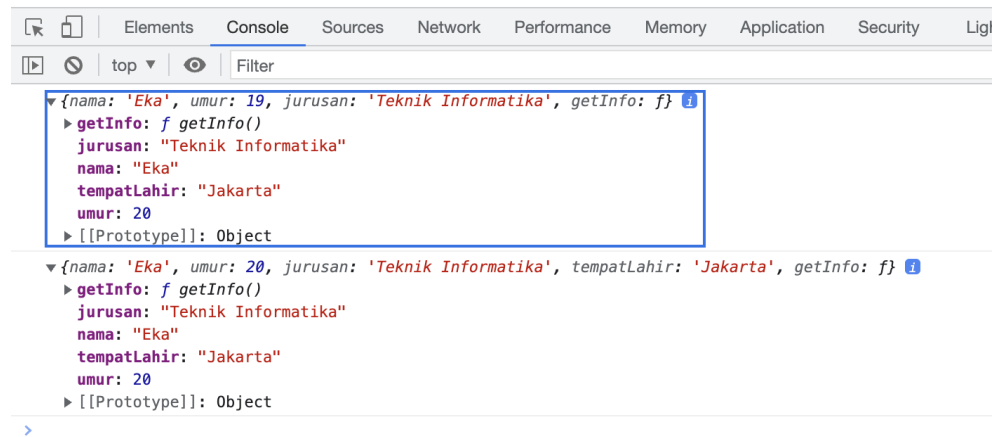 Elements Console Sources Network Performance Memory Application Security Ligh
top ▼ Filter
▼{nama: 'Eka', umur: 19, jurusan: 'Teknik Informatika', getInfo: ƒ} i
▶getInfo: ƒ getInfo()
jurusan: "Teknik Informatika"
nama: "Eka"
tempatLahir: "Jakarta"
umur: 20
▶[[Prototype]]: Object
▼{nama: 'Eka', umur: 20, jurusan: 'Teknik Informatika', tempatLahir: 'Jakarta', getInfo: ƒ} i
▶getInfo: ƒ getInfo()
jurusan: "Teknik Informatika"
nama: "Eka"
tempatLahir: "Jakarta"
umur: 20
▶[[Prototype]]: Object
>